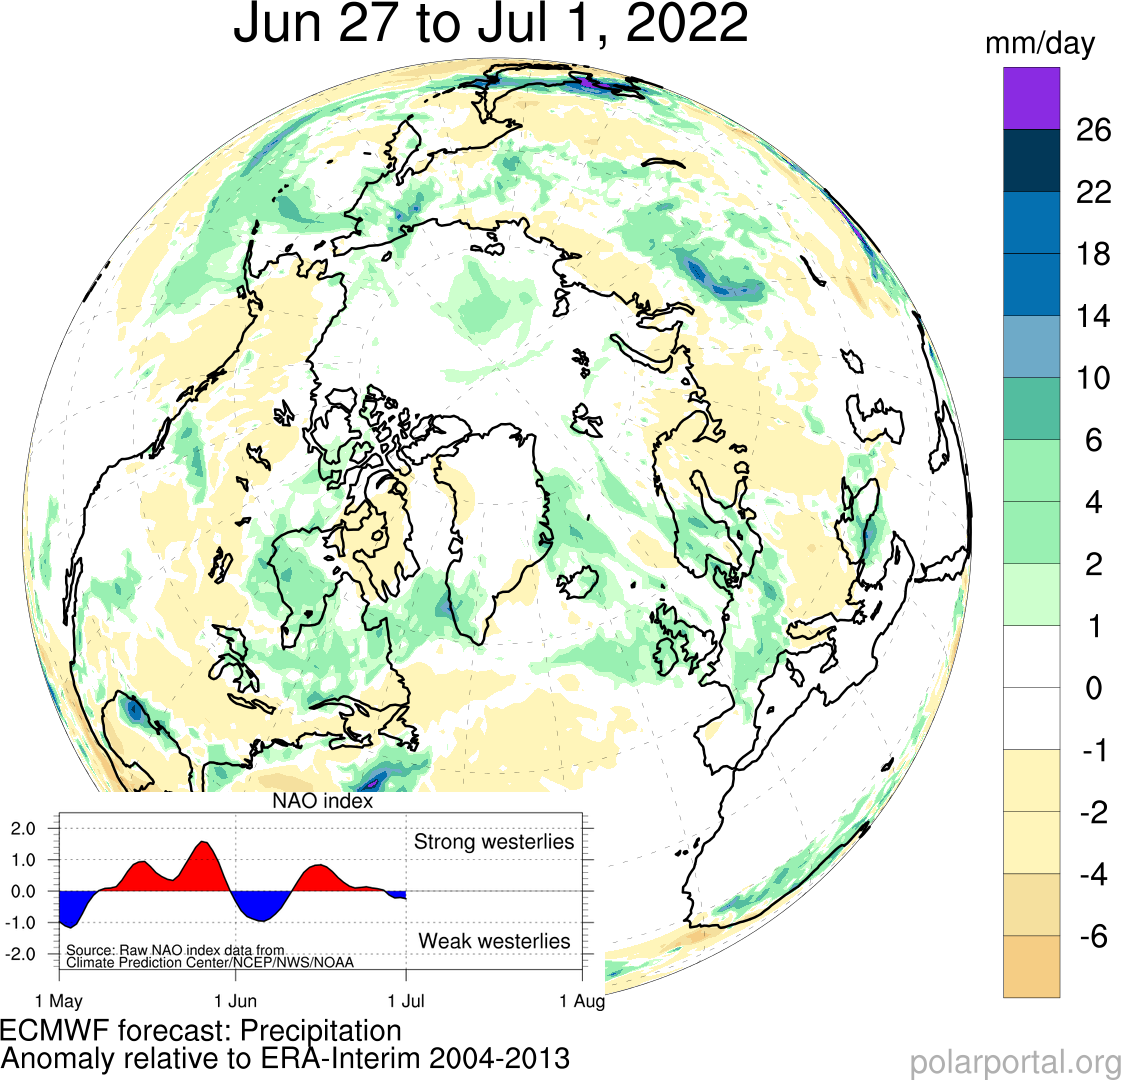 Jun 27 to Jul 1, 2022
mm/day
26
22
18
14
10
6
4
2
1
0
-1
-2
-4
-6
NAO index
2.0
1.0
0.0
-1.0
-2.0
Strong westerlies
Weak westerlies
Source: Raw NAO index data from
Climate Prediction Center/NCEP/NWS/NOAA
1 May 1 Jun 1 Jul 1 Aug
ECMWF forecast: Precipitation
Anomaly relative to ERA-Interim 2004-2013
polarportal.org